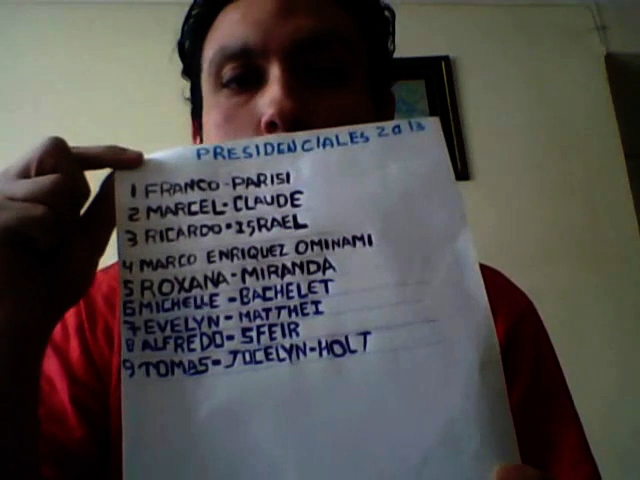 PRESIDENCIALES 2013
1 FRANCO-PARISI
2 MARCEL-CLAUDE
3 RICARDO-ISRAEL
4 MARCO ENRIQUEZ OMINAMI
5 ROXANA-MIRANDA
6 MICHELLE-BACHELET
7 EVELYN-MATTHEI
8 ALFREDO-SFEIR
9 TOMAS-JOCELYN-HOLT